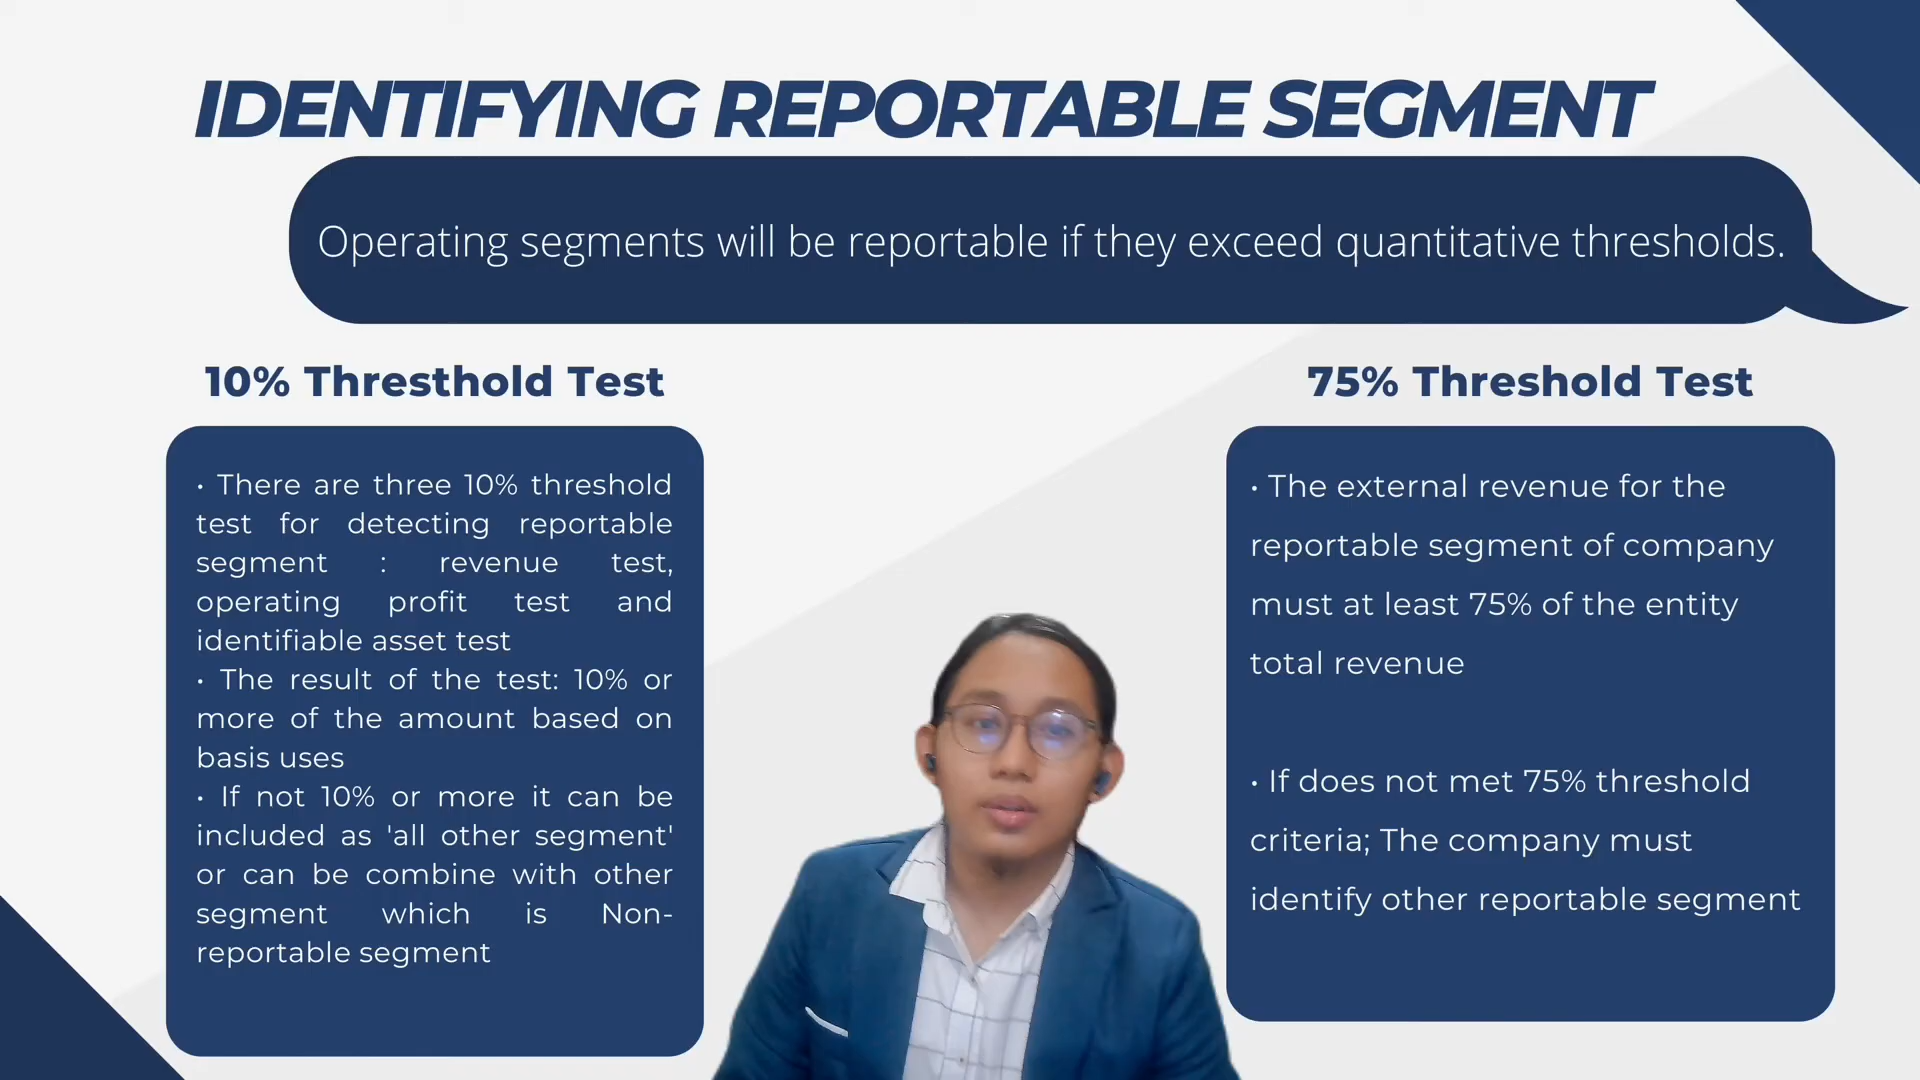 IDENTIFYING REPORTABLE SEGMENT
Operating segments will be reportable if they exceed quantitative thresholds.
10% Thresthold Test
• There are three 10% threshold
test for detecting reportable
segment : revenue test,
operating profit test and
identifiable asset test
• The result of the test: 10% or
more of the amount based on
basis uses
• If not 10% or more it can be
included as 'all other segment'
or can be combine with other
segment which is Non-
reportable segment
75% Threshold Test
• The external revenue for the
reportable segment of company
must at least 75% of the entity
total revenue
• If does not met 75% threshold
criteria; The company must
identify other reportable segment